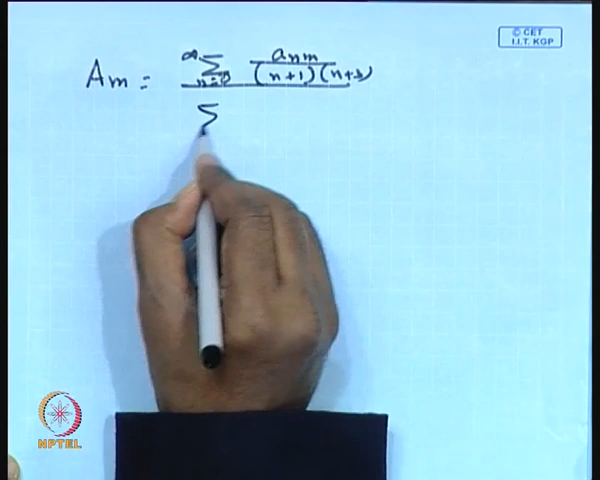 © CET
I.I.T. KGP
Am = ∞∑n=0 anm
(n+1)(n+3)
∑
NPTEL